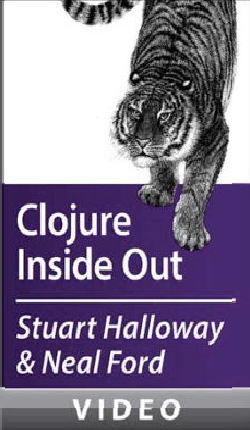 Clojure
Inside Out
Stuart Halloway
& Neal Ford
VIDEO